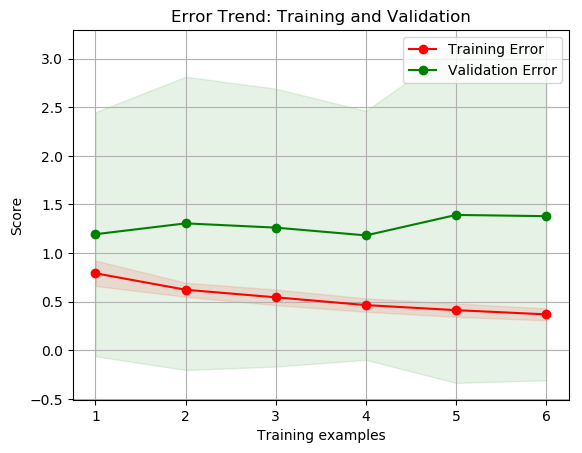 Error Trend: Training and Validation
Training Error
Validation Error
Score
3.0
2.5
2.0
1.5
1.0
0.5
0.0
−0.5
1 2 3 4 5 6
Training examples